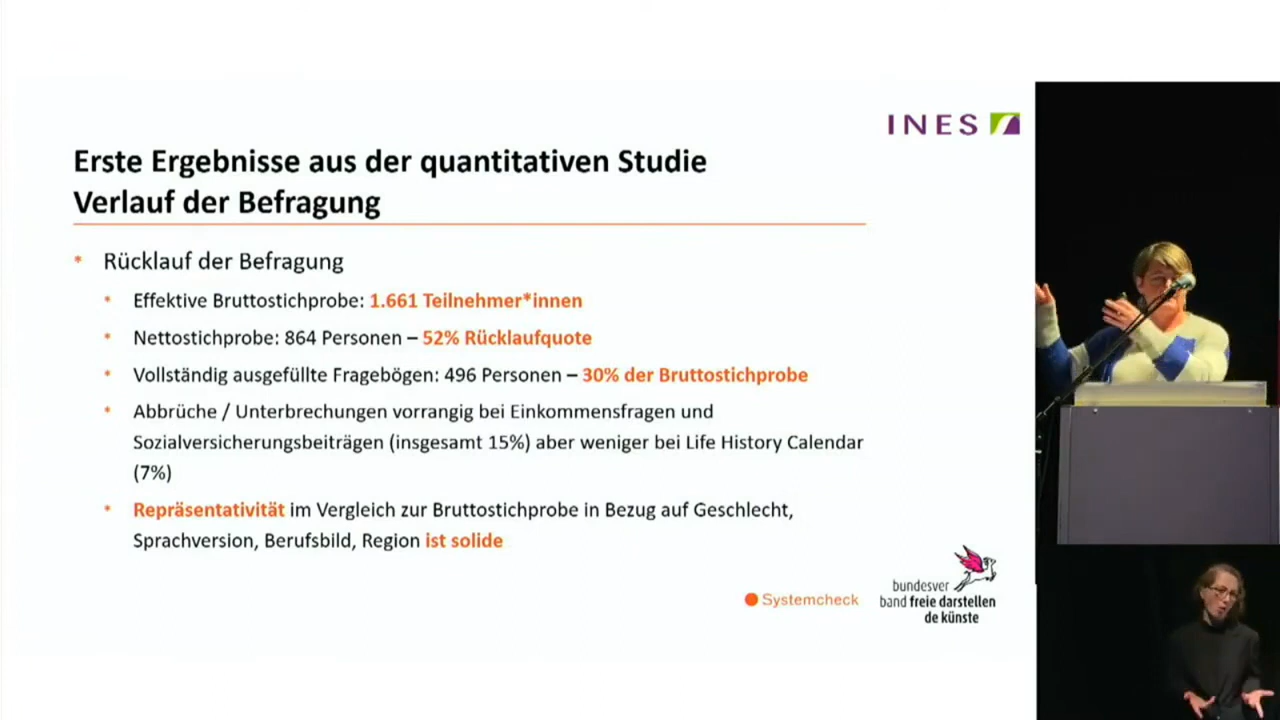 INES
Erste Ergebnisse aus der quantitativen Studie
Verlauf der Befragung
* Rücklauf der Befragung
* Effektive Bruttostichprobe: 1.661 Teilnehmer*innen
* Nettostichprobe: 864 Personen – 52% Rücklaufquote
* Vollständig ausgefüllte Fragebögen: 496 Personen – 30% der Bruttostichprobe
* Abbrüche / Unterbrechungen vorrangig bei Einkommensfragen und
Sozialversicherungsbeiträgen (insgesamt 15%) aber weniger bei Life History Calendar
(7%)
* Repräsentativität im Vergleich zur Bruttostichprobe in Bezug auf Geschlecht,
Sprachversion, Berufsbild, Region ist solide
Systemcheck
bundesver
band freie darstellen
de künste